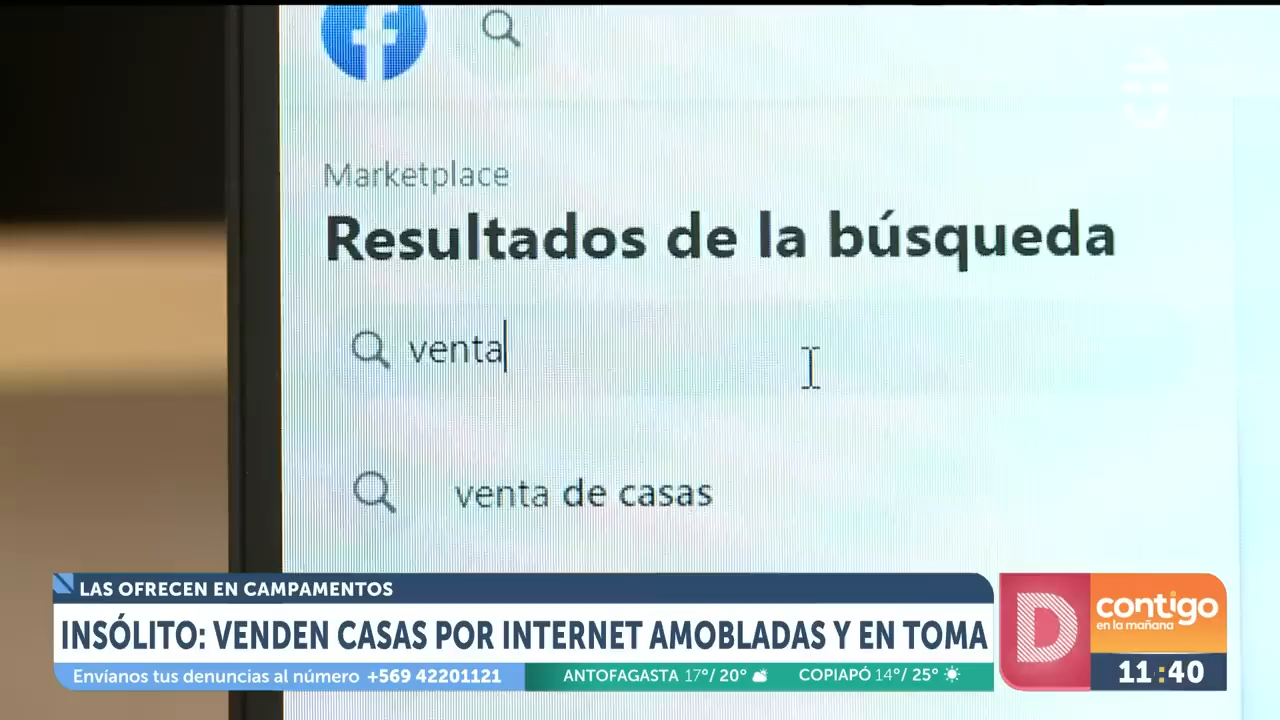 Marketplace
Resultados de la búsqueda
venta
venta de casas
LAS OFRECEN EN CAMPAMENTOS
INSÓLITO: VENDEN CASAS POR INTERNET AMOBLADAS Y EN TOMA
Envíanos tus denuncias al número +569 42201121
ANTOFAGASTA 17°/ 20° COPIAPÓ 14°/ 25°
D
contigo
en la mañana
11:40